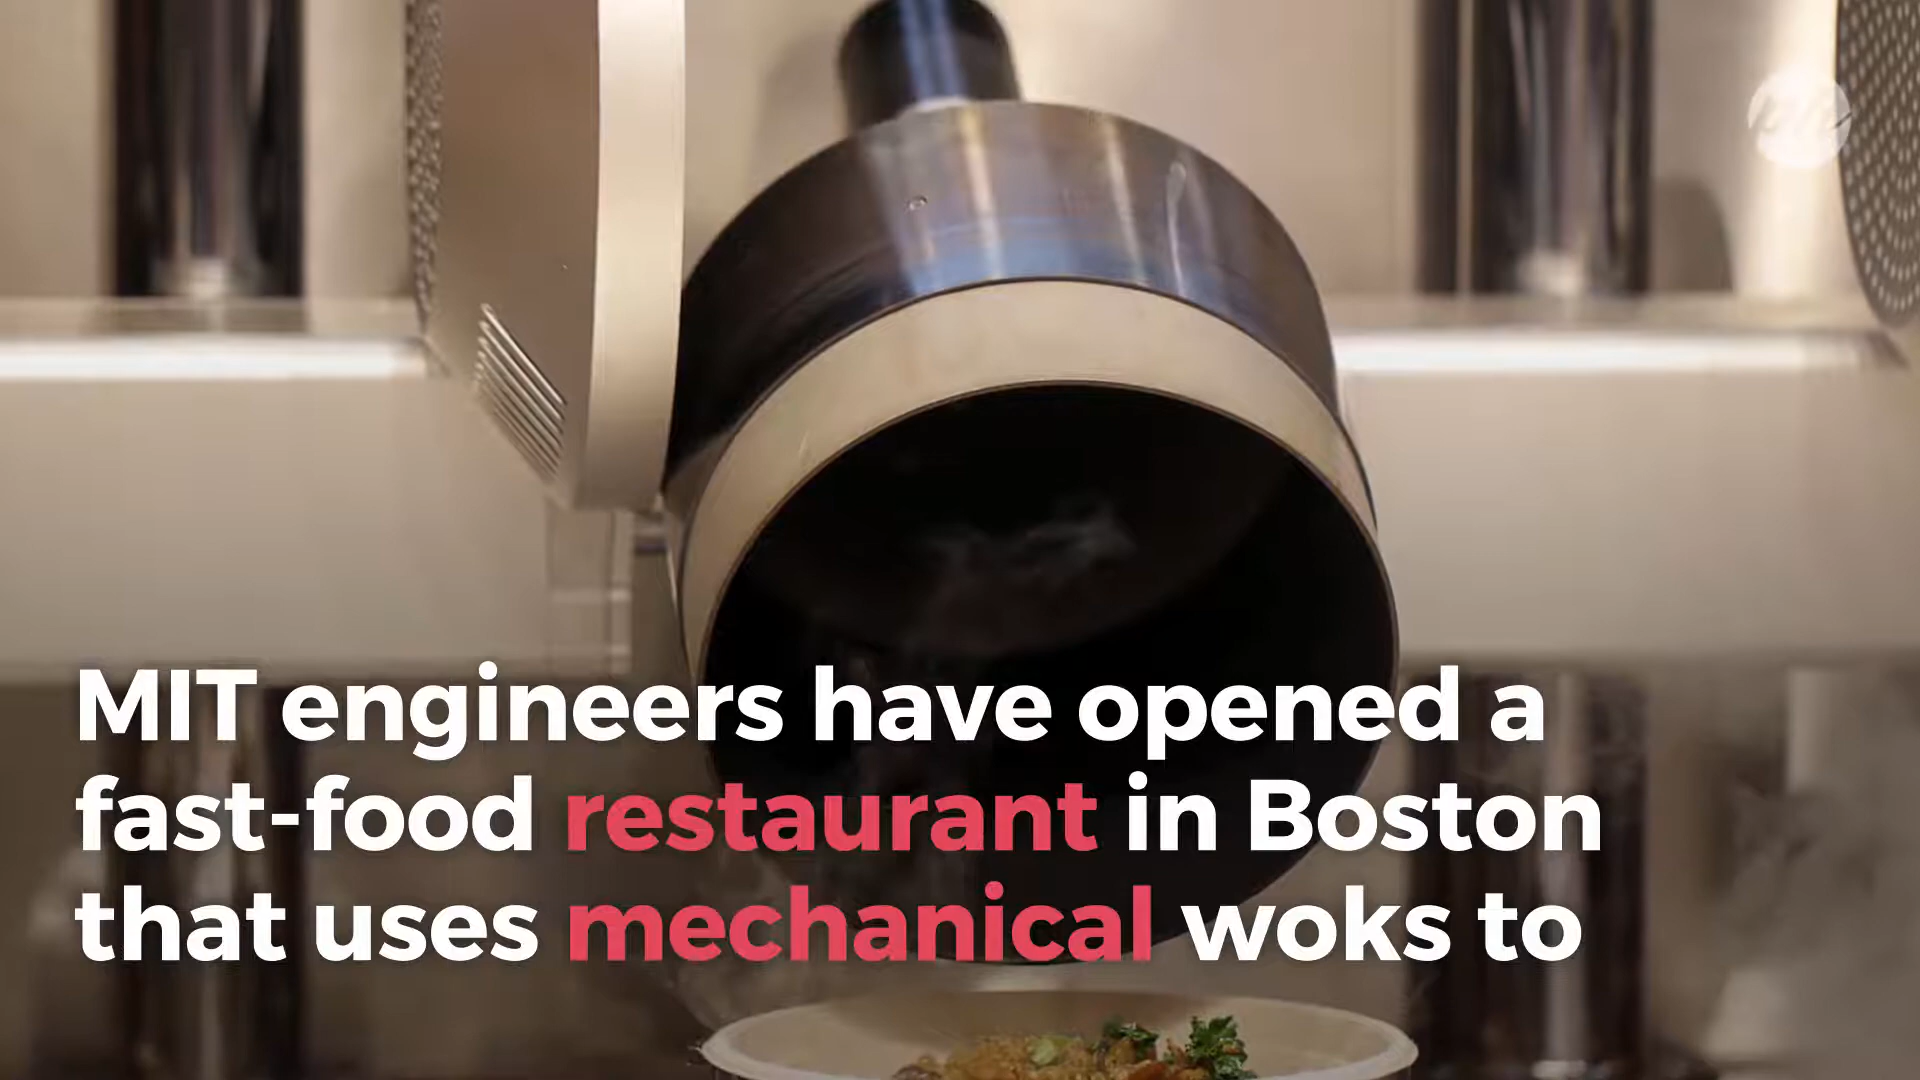 MIT engineers have opened a
fast-food restaurant in Boston
that uses mechanical woks to